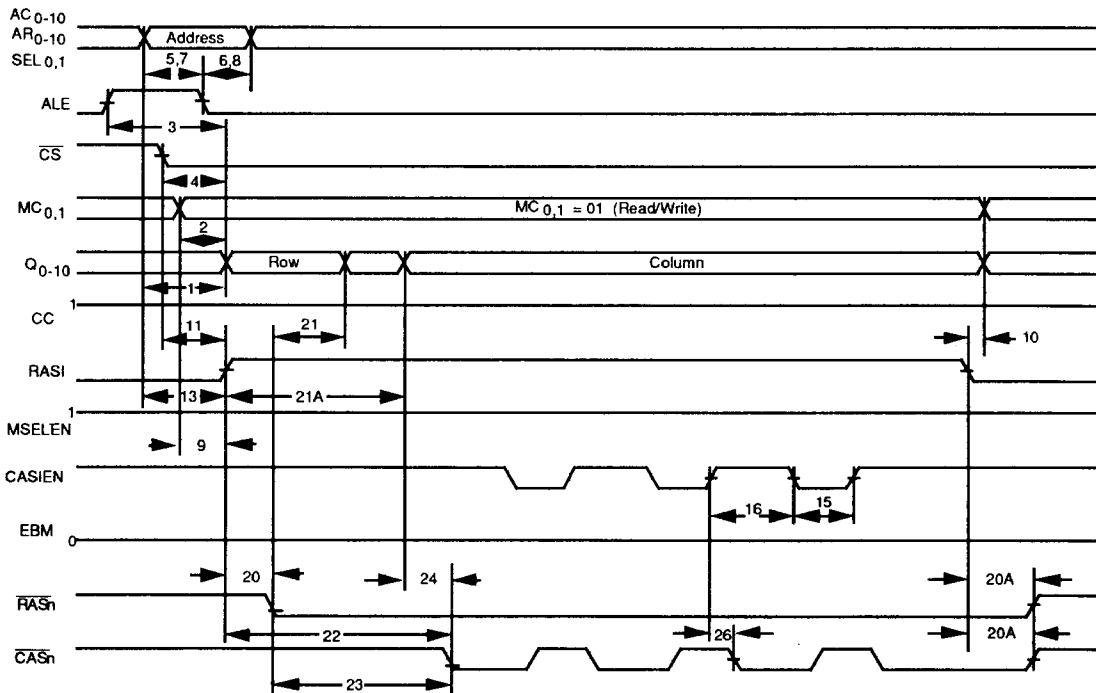 AC0-10
AR0-10
Address
SEL 0,1
5,7
6,8
ALE
3
CS
4
MC0,1
MC0,1 = 01 (Read/Write)
2
Q0-10
Row
Column
1
1
CC
11
21
10
RASI
13
21A
1
MSELEN
9
CASIEN
16
15
EBM
0
20
24
20A
RASn
22
26
20A
CASn
23